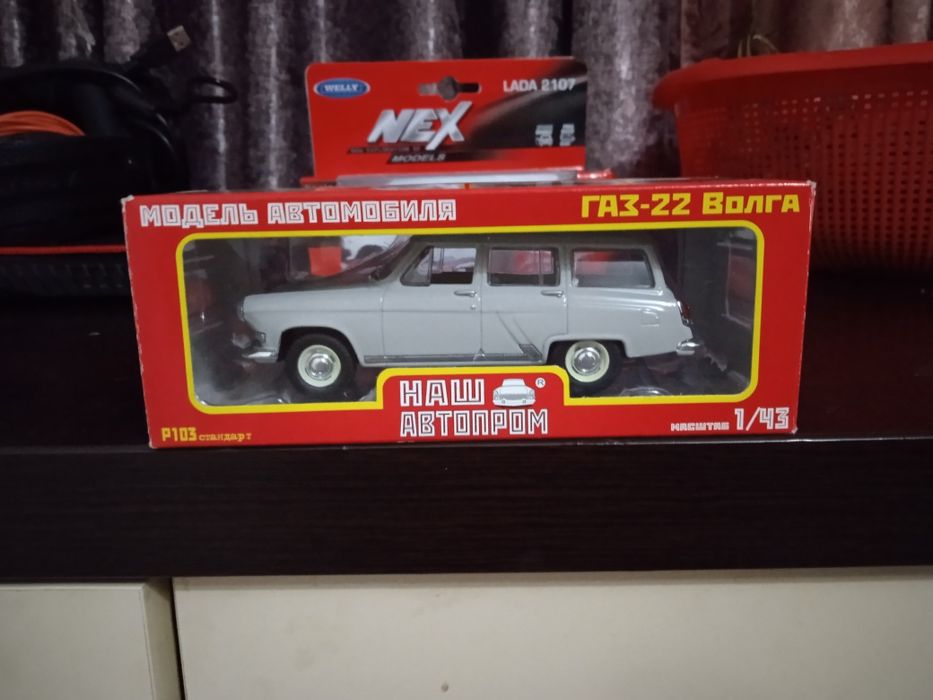 WELLY
LADA 2107
NEX
MODELS
МОДЕЛЬ АВТОМОБИЛЯ
ГАЗ-22 Волга
НАШ ®
АВТОПРОМ
Р103 стандарт
масштаб 1/43